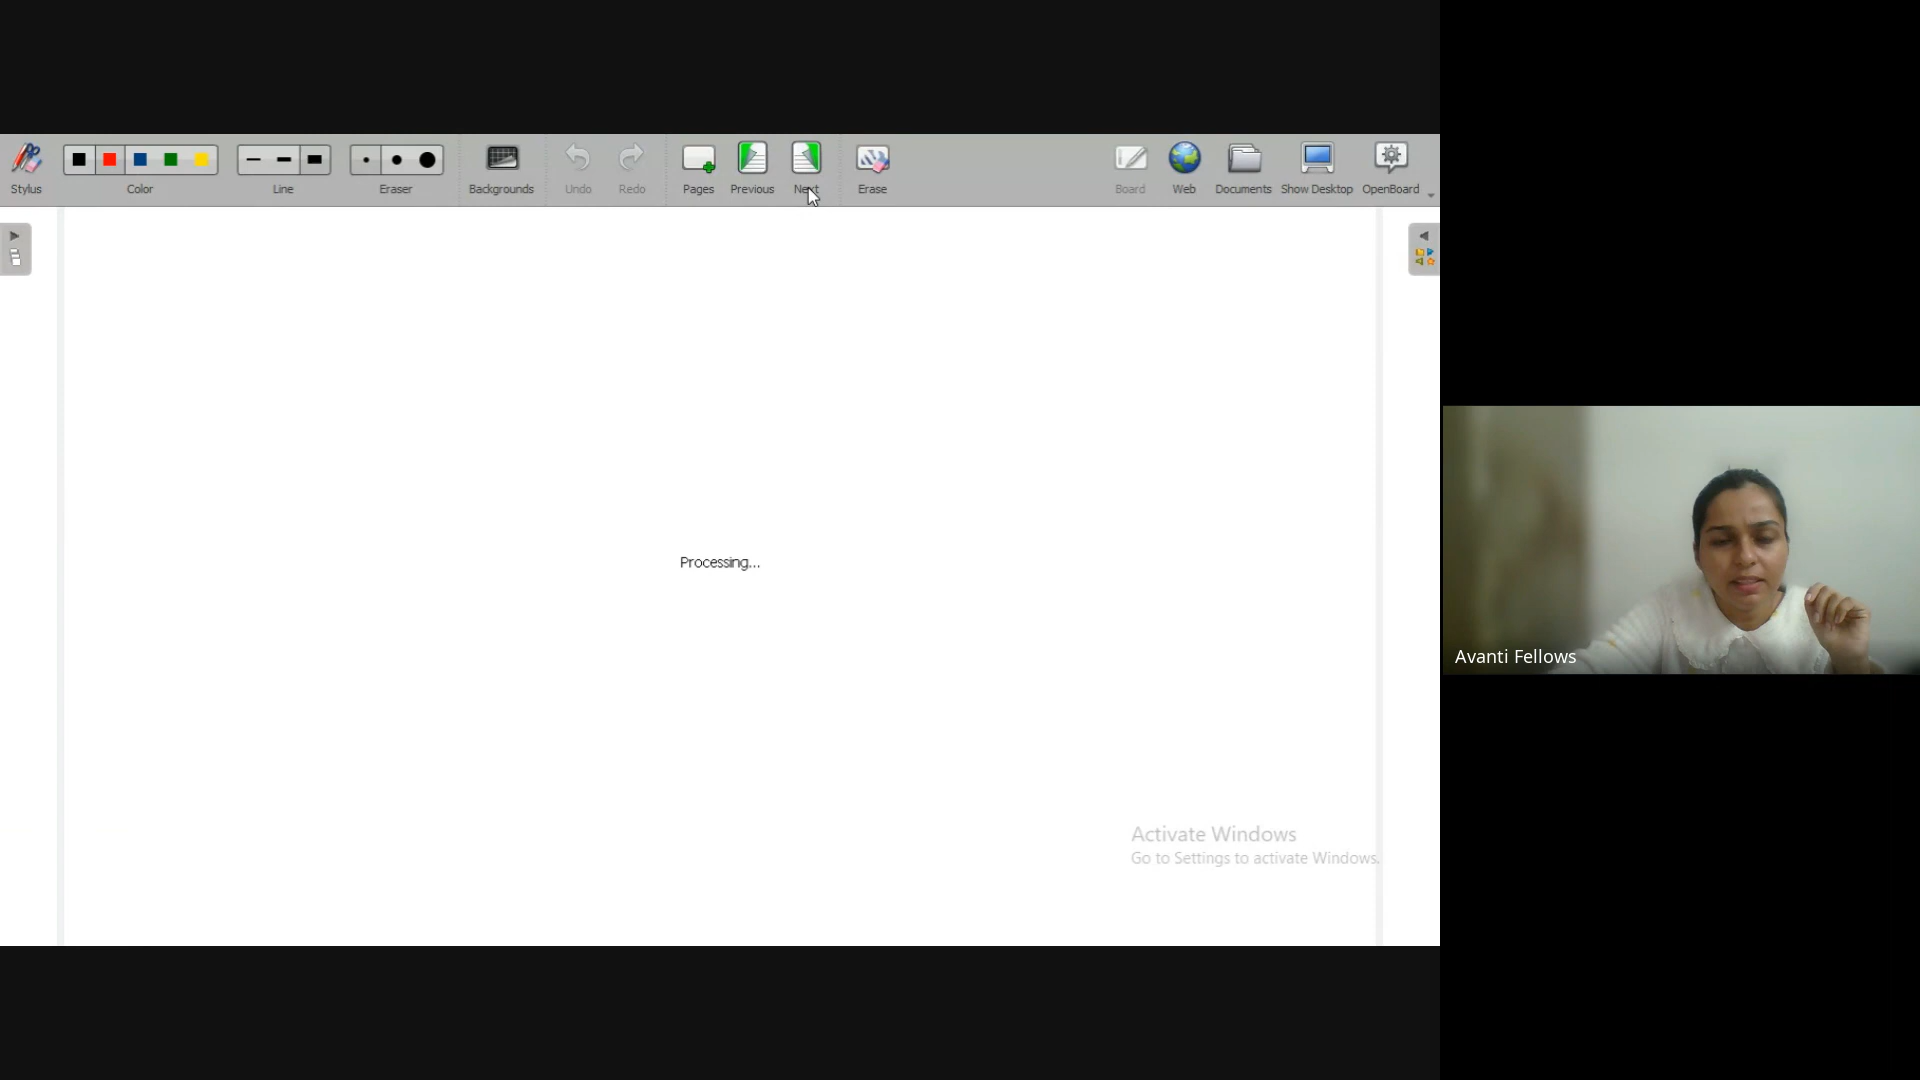 Stylus
Color
Line
Eraser
Backgrounds
Undo
Redo
Pages
Previous
Next
Erase
Board
Web
Documents
Show Desktop
OpenBoard
Processing...
Activate Windows
Go to Settings to activate Windows.
Avanti Fellows